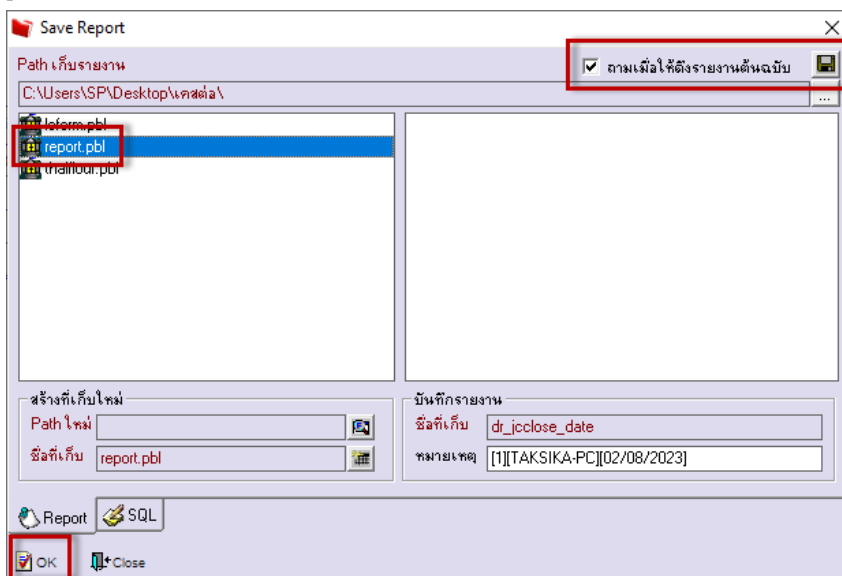 Save Report
Path เก็บรายงาน
ถามเมื่อให้ดึงรายงานต้นฉบับ
C:\Users\SP\Desktop\เคสต่อ\
...
loform.pbl
report.pbl
thaiflour.pbl
สร้างที่เก็บใหม่
Path ใหม่
ชื่อที่เก็บ report.pbl
บันทึกรายงาน
ชื่อที่เก็บ dr_jcclose_date
หมายเหตุ [1][TAKSIKA-PC][02/08/2023]
Report SQL
OK Close